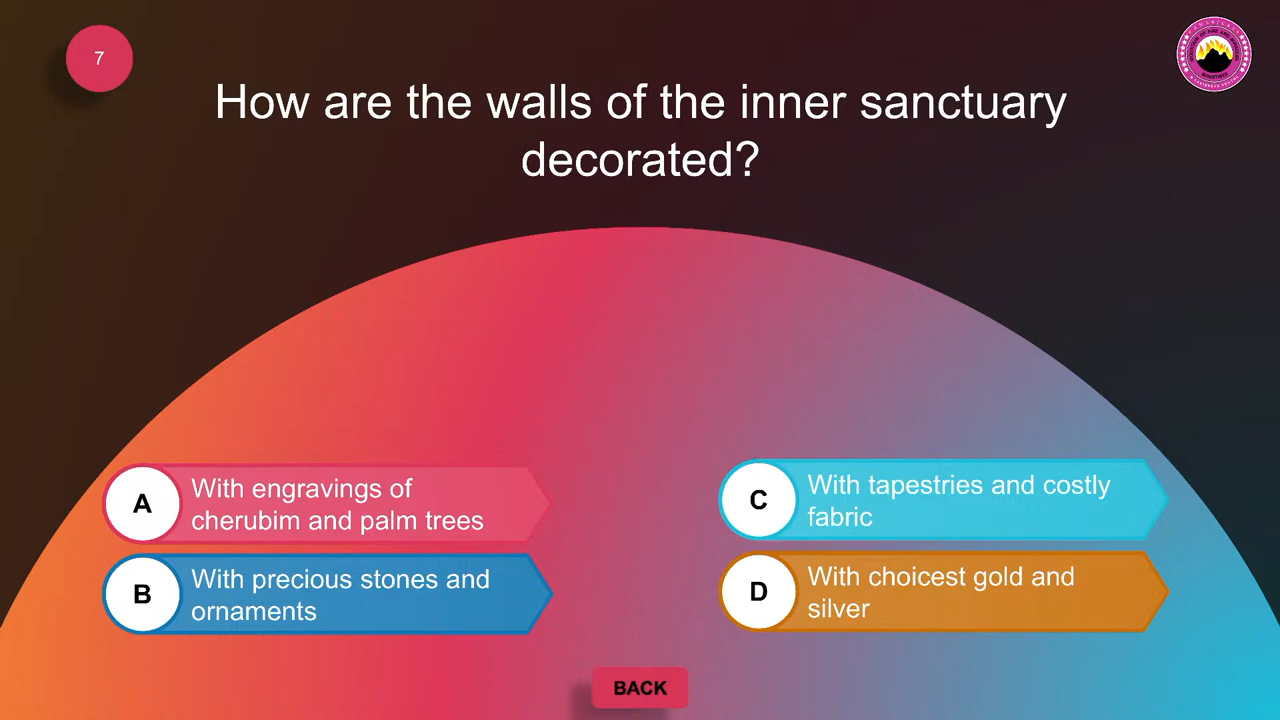 7
How are the walls of the inner sanctuary
decorated?
A
With engravings of
cherubim and palm trees
B
With precious stones and
ornaments
C
With tapestries and costly
fabric
D
With choicest gold and
silver
BACK